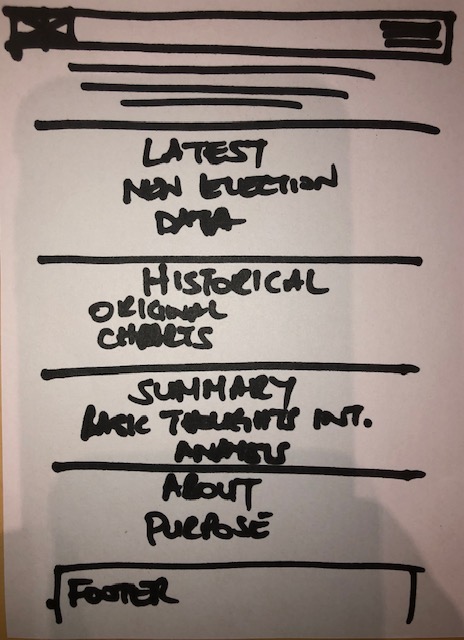 LATEST
NEW ELECTION
DATA
HISTORICAL
ORIGINAL
CHARTS
SUMMARY
BASIC THOUGHTS INT.
ANALYSIS
ABOUT
PURPOSE
FOOTER